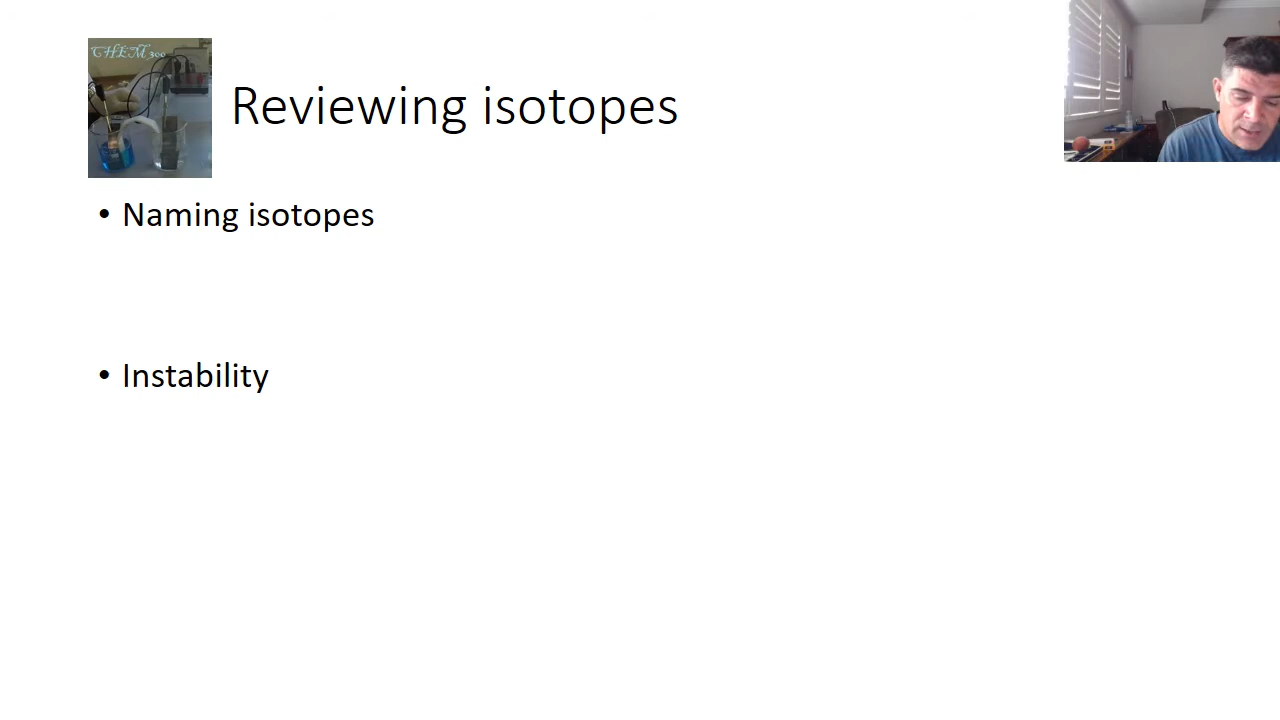 CHEM 300
Reviewing isotopes
• Naming isotopes
• Instability